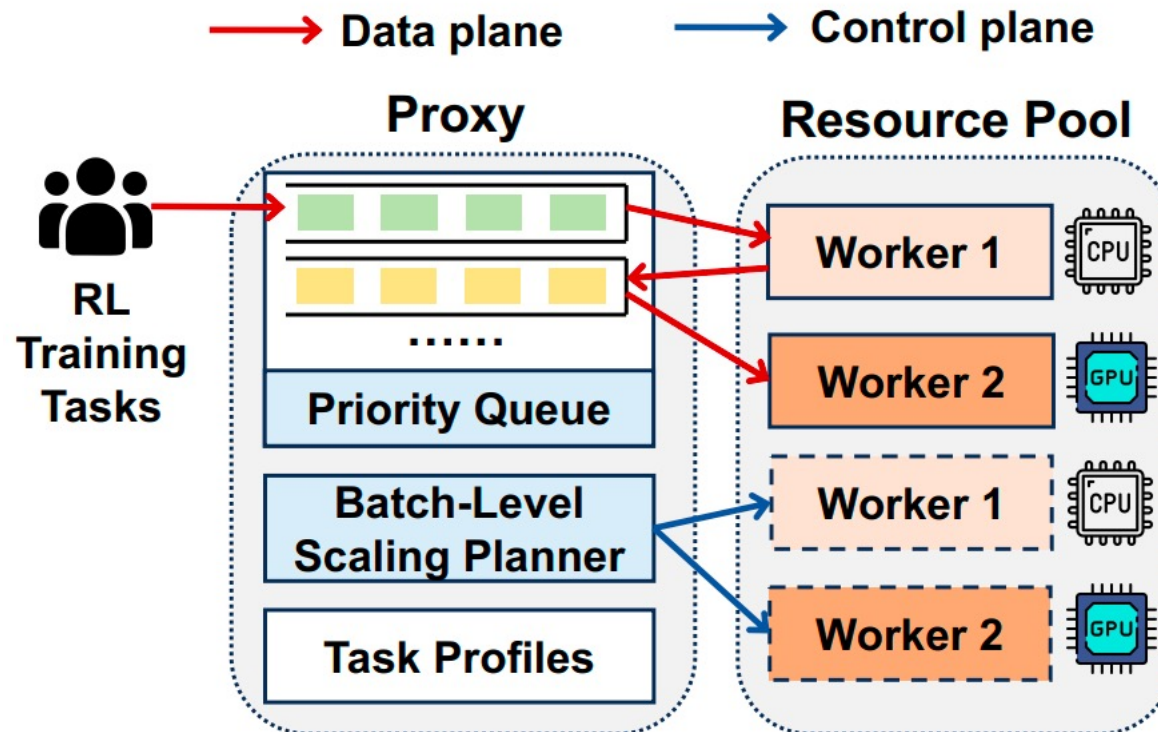 Data plane
Control plane
Proxy
Resource Pool
RL
Training
Tasks
......
Priority Queue
Batch-Level
Scaling Planner
Task Profiles
Worker 1
CPU
Worker 2
GPU
Worker 1
CPU
Worker 2
GPU